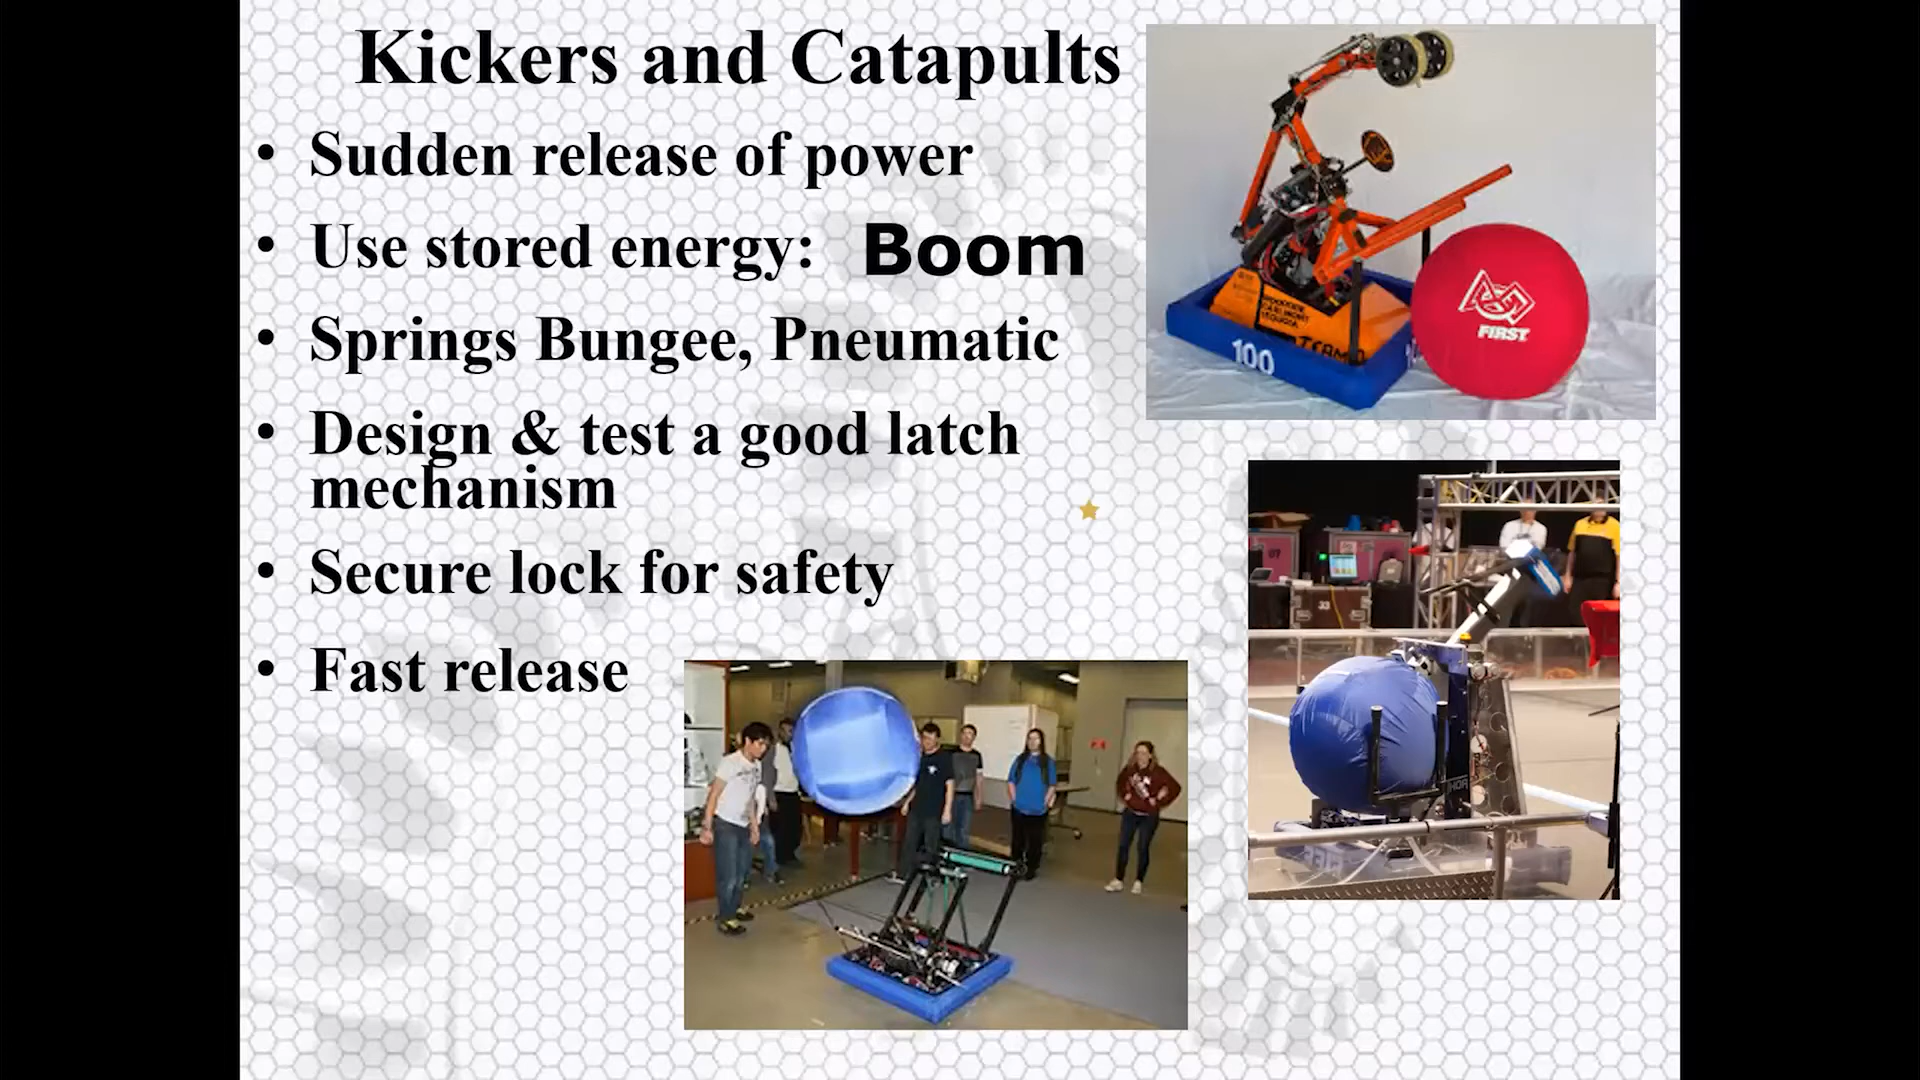 Kickers and Catapults
• Sudden release of power
• Use stored energy: Boom
• Springs Bungee, Pneumatic
• Design & test a good latch
mechanism
• Secure lock for safety
• Fast release
FIRST
100
33